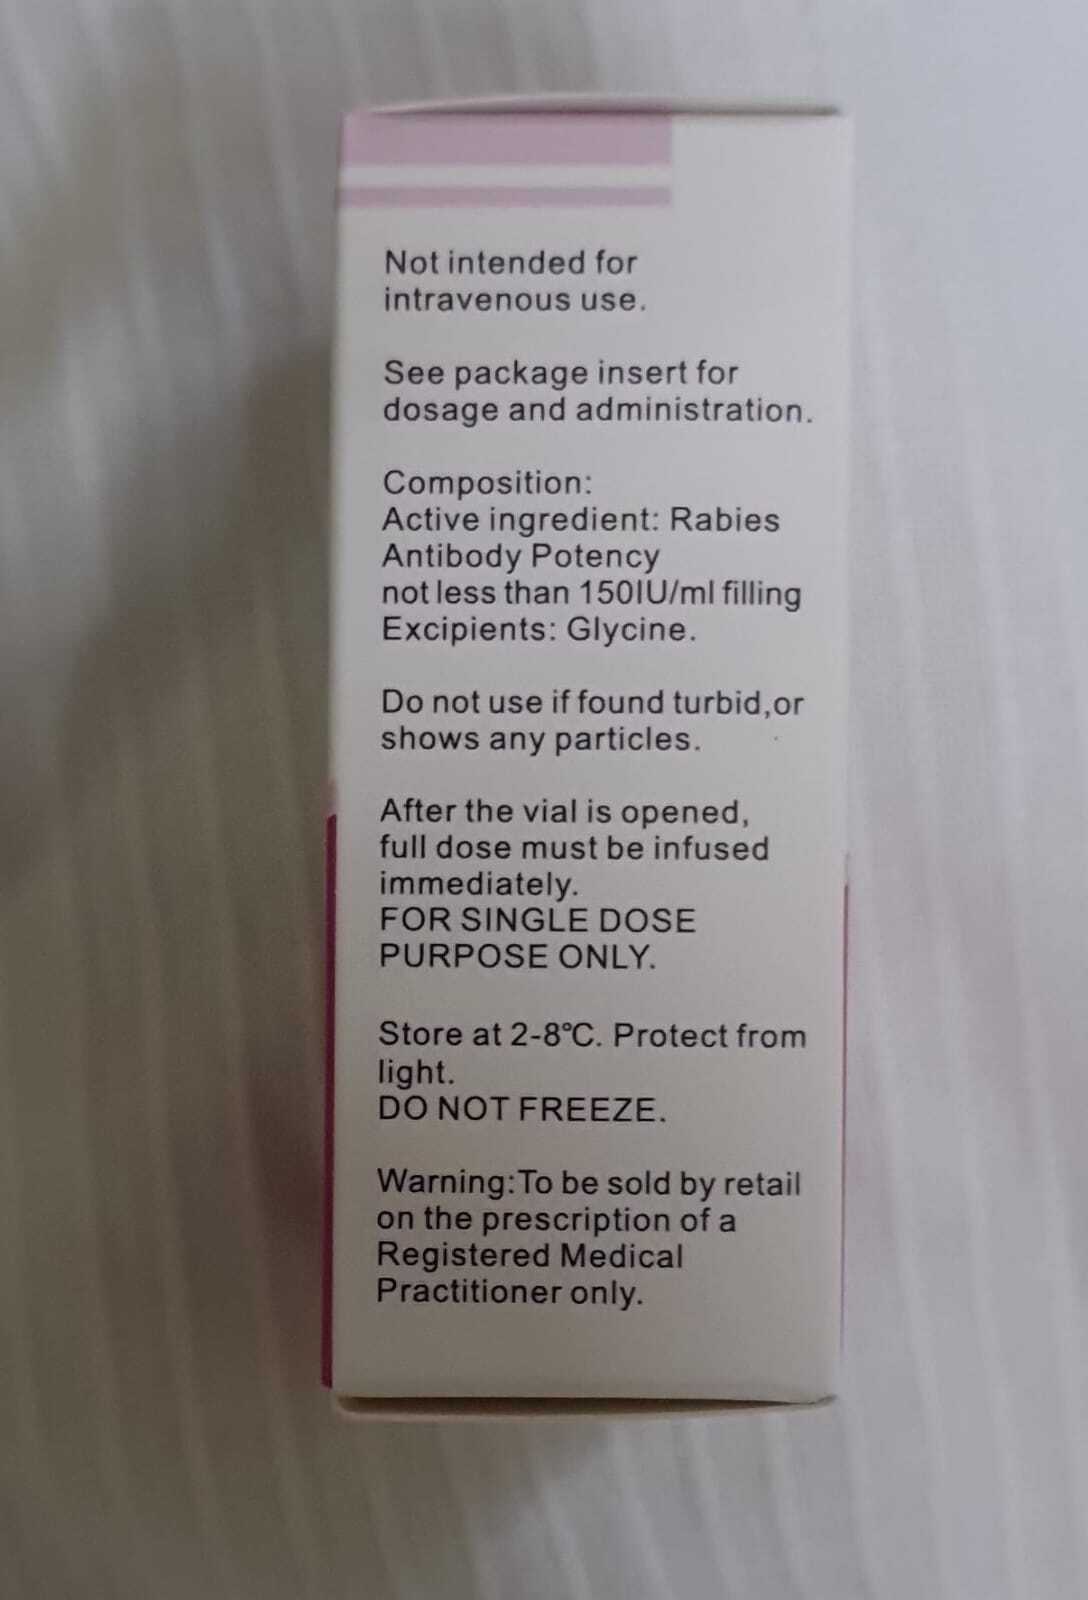 Not intended for
intravenous use.
See package insert for
dosage and administration.
Composition:
Active ingredient: Rabies
Antibody Potency
not less than 150IU/ml filling
Excipients: Glycine.
Do not use if found turbid,or
shows any particles.
After the vial is opened,
full dose must be infused
immediately.
FOR SINGLE DOSE
PURPOSE ONLY.
Store at 2-8℃. Protect from
light.
DO NOT FREEZE.
Warning:To be sold by retail
on the prescription of a
Registered Medical
Practitioner only.